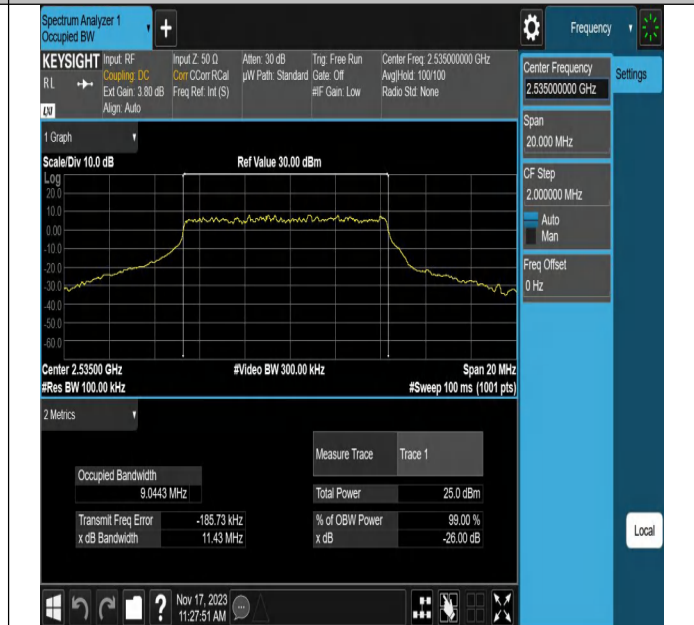 Spectrum Analyzer 1
Occupied BW
+
Frequency
KEYSIGHT
RL
LXI
Input: RF
Coupling: DC
Ext Gain: 3.80 dB
Align: Auto
Input Z: 50 Ω
Corr CCorr RCal
Freq Ref: Int (S)
Atten: 30 dB
µW Path: Standard
Trig: Free Run
Gate: Off
#IF Gain: Low
Center Freq: 2.535000000 GHz
Avg|Hold: 100/100
Radio Std: None
Center Frequency
2.535000000 GHz
Settings
Span
20.000 MHz
CF Step
2.000000 MHz
Auto
Man
Freq Offset
0 Hz
Local
1 Graph
Scale/Div 10.0 dB
Ref Value 30.00 dBm
Log
20.0
10.0
0.00
-10.0
-20.0
-30.0
-40.0
-50.0
-60.0
Center 2.53500 GHz
#Video BW 300.00 kHz
Span 20 MHz
#Res BW 100.00 kHz
#Sweep 100 ms (1001 pts)
2 Metrics
Measure Trace Trace 1
Occupied Bandwidth
9.0443 MHz
Total Power 25.0 dBm
Transmit Freq Error -185.73 kHz
% of OBW Power 99.00 %
x dB Bandwidth 11.43 MHz
x dB -26.00 dB
?
Nov 17, 2023
11:27:51 AM